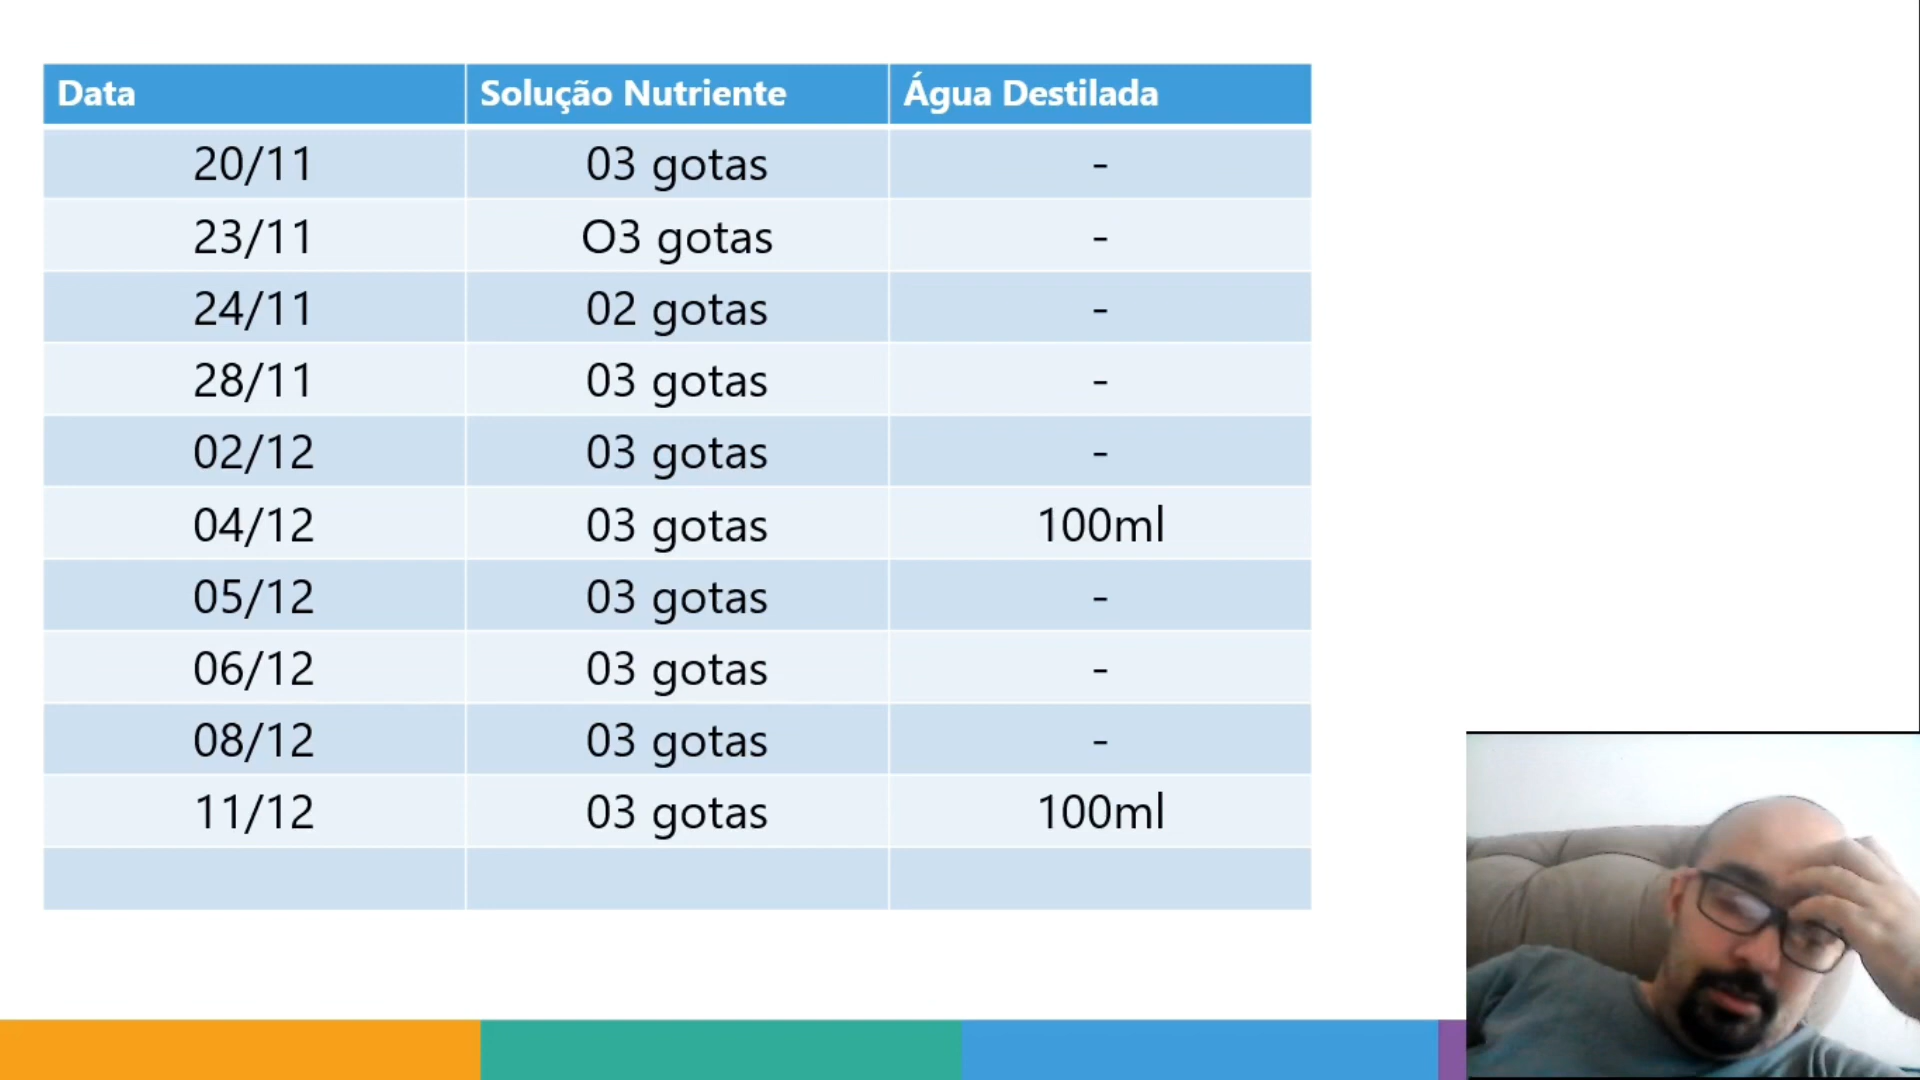 Data Solução Nutriente Água Destilada
20/11 03 gotas -
23/11 O3 gotas -
24/11 02 gotas -
28/11 03 gotas -
02/12 03 gotas -
04/12 03 gotas 100ml
05/12 03 gotas -
06/12 03 gotas -
08/12 03 gotas -
11/12 03 gotas 100ml